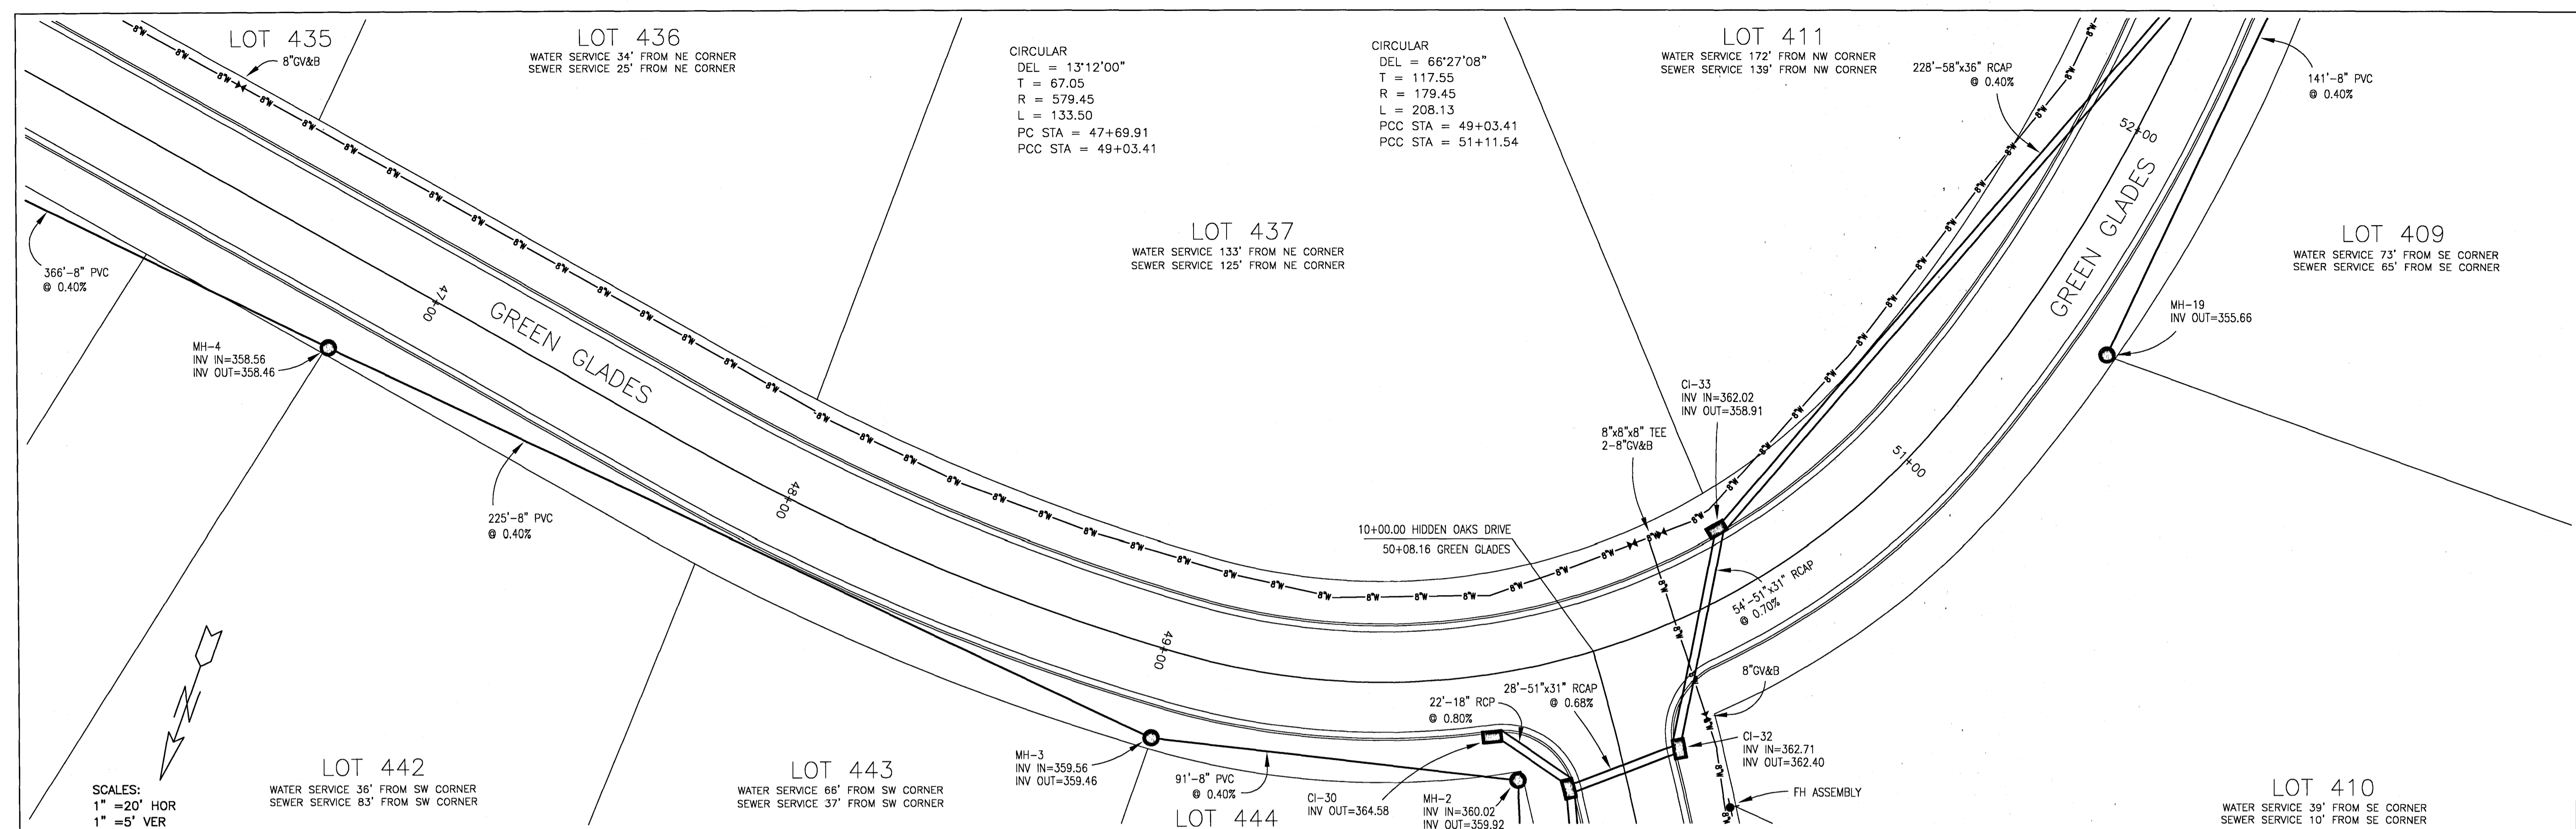 LOT 435
8"GV&B
LOT 436
WATER SERVICE 34' FROM NE CORNER
SEWER SERVICE 25' FROM NE CORNER
CIRCULAR
DEL = 13°12'00"
T = 67.05
R = 579.45
L = 133.50
PC STA = 47+69.91
PCC STA = 49+03.41
CIRCULAR
DEL = 66°27'08"
T = 117.55
R = 179.45
L = 208.13
PCC STA = 49+03.41
PCC STA = 51+11.54
LOT 411
WATER SERVICE 172' FROM NW CORNER
SEWER SERVICE 139' FROM NW CORNER
228'-58"x36" RCAP
@ 0.40%
141'-8" PVC
@ 0.40%
52+00
GREEN GLADES
LOT 437
WATER SERVICE 133' FROM NE CORNER
SEWER SERVICE 125' FROM NE CORNER
LOT 409
WATER SERVICE 73' FROM SE CORNER
SEWER SERVICE 65' FROM SE CORNER
366'-8" PVC
@ 0.40%
47+00
GREEN GLADES
MH-4
INV IN=358.56
INV OUT=358.46
MH-19
INV OUT=355.66
CI-33
INV IN=362.02
INV OUT=358.91
8"x8"x8" TEE
2-8"GV&B
51+00
225'-8" PVC
@ 0.40%
48+00
10+00.00 HIDDEN OAKS DRIVE
50+08.16 GREEN GLADES
54'-51"x31" RCAP
@ 0.70%
49+00
8"GV&B
28'-51"x31" RCAP
@ 0.68%
22'-18" RCP
@ 0.80%
CI-32
INV IN=362.71
INV OUT=362.40
MH-3
INV IN=359.56
INV OUT=359.46
91'-8" PVC
@ 0.40%
CI-30
INV OUT=364.58
MH-2
INV IN=360.02
INV OUT=359.92
FH ASSEMBLY
SCALES:
1" =20' HOR
1" =5' VER
LOT 442
WATER SERVICE 36' FROM SW CORNER
SEWER SERVICE 83' FROM SW CORNER
LOT 443
WATER SERVICE 66' FROM SW CORNER
SEWER SERVICE 37' FROM SW CORNER
LOT 444
LOT 410
WATER SERVICE 39' FROM SE CORNER
SEWER SERVICE 10' FROM SE CORNER
N
8"W